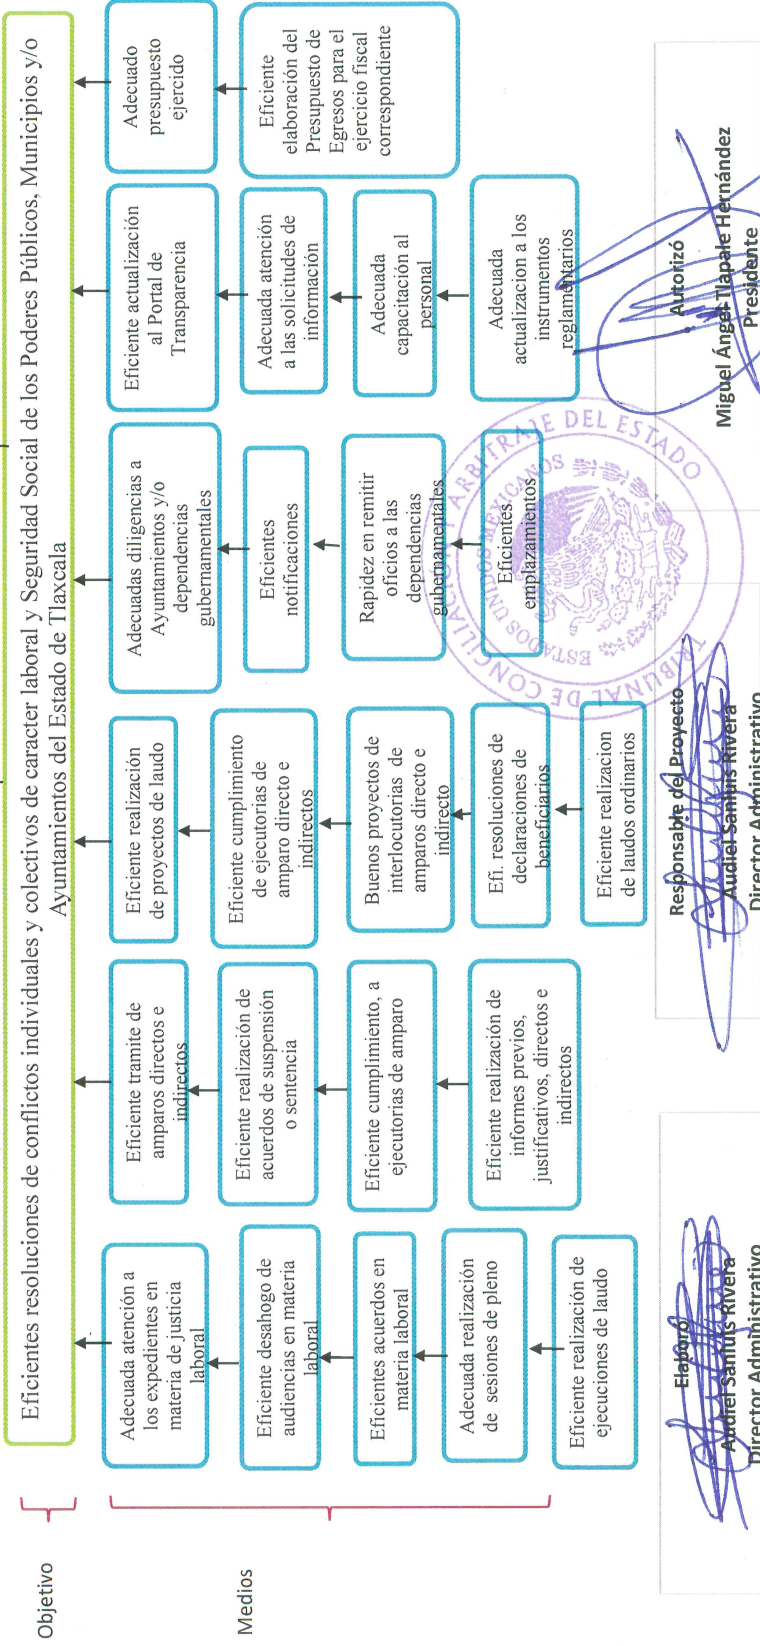 Objetivo
Eficientes resoluciones de conflictos individuales y colectivos de caracter laboral y Seguridad Social de los Poderes Públicos, Municipios y/o
Ayuntamientos del Estado de Tlaxcala
Medios
Adecuada atención a
los expedientes en
materia de justicia
laboral
Eficiente desahogo de
audiencias en materia
laboral
Eficientes acuerdos en
materia laboral
Adecuada realización
de sesiones de pleno
Eficiente realización de
ejecuciones de laudo
Eficiente tramite de
amparos directos e
indirectos
Eficiente realización de
acuerdos de suspensión
o sentencia
Eficiente cumplimiento, a
ejecutorias de amparo
Eficiente realización de
informes previos,
justificativos, directos e
indirectos
Eficiente realización
de proyectos de laudo
Eficiente cumplimiento
de ejecutorias de
amparo directo e
indirectos
Buenos proyectos de
interlocutorias de
amparos directo e
indirecto
Efi. resoluciones de
declaraciones de
beneficiarios
Eficiente realizacion
de laudos ordinarios
Adecuadas diligencias a
Ayuntamientos y/o
dependencias
gubernamentales
Eficientes
notificaciones
Rapidez en remitir
oficios a las
dependencias
gubernamentales
Eficientes
emplazamientos
Eficiente actualización
al Portal de
Transparencia
Adecuada atención
a las solicitudes de
información
Adecuada
capacitación al
personal
Adecuada
actualizacion a los
instrumentos
reglamentarios
Adecuado
presupuesto
ejercido
Eficiente
elaboración del
Presupuesto de
Egresos para el
ejercicio fiscal
correspondiente
TRIBUNAL DE CONCILIACIÓN Y ARBITRAJE DEL ESTADO
ESTADOS UNIDOS MEXICANOS
Elaboró
Audiel Sanluis Rivera
Director Administrativo
Responsable del Proyecto
Audiel Sanluis Rivera
Director Administrativo
Autorizó
Miguel Ángel Tlapale Hernández
Presidente